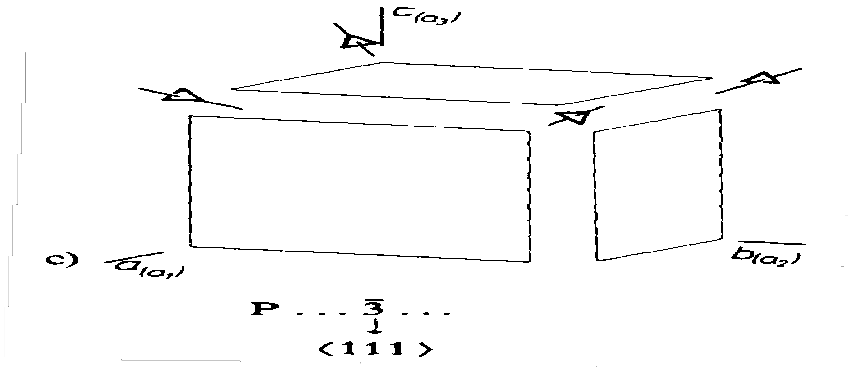 c(a₃)
c) a(a₁)
b(a₂)
P . . . 3̅ . . .
↓
<111>